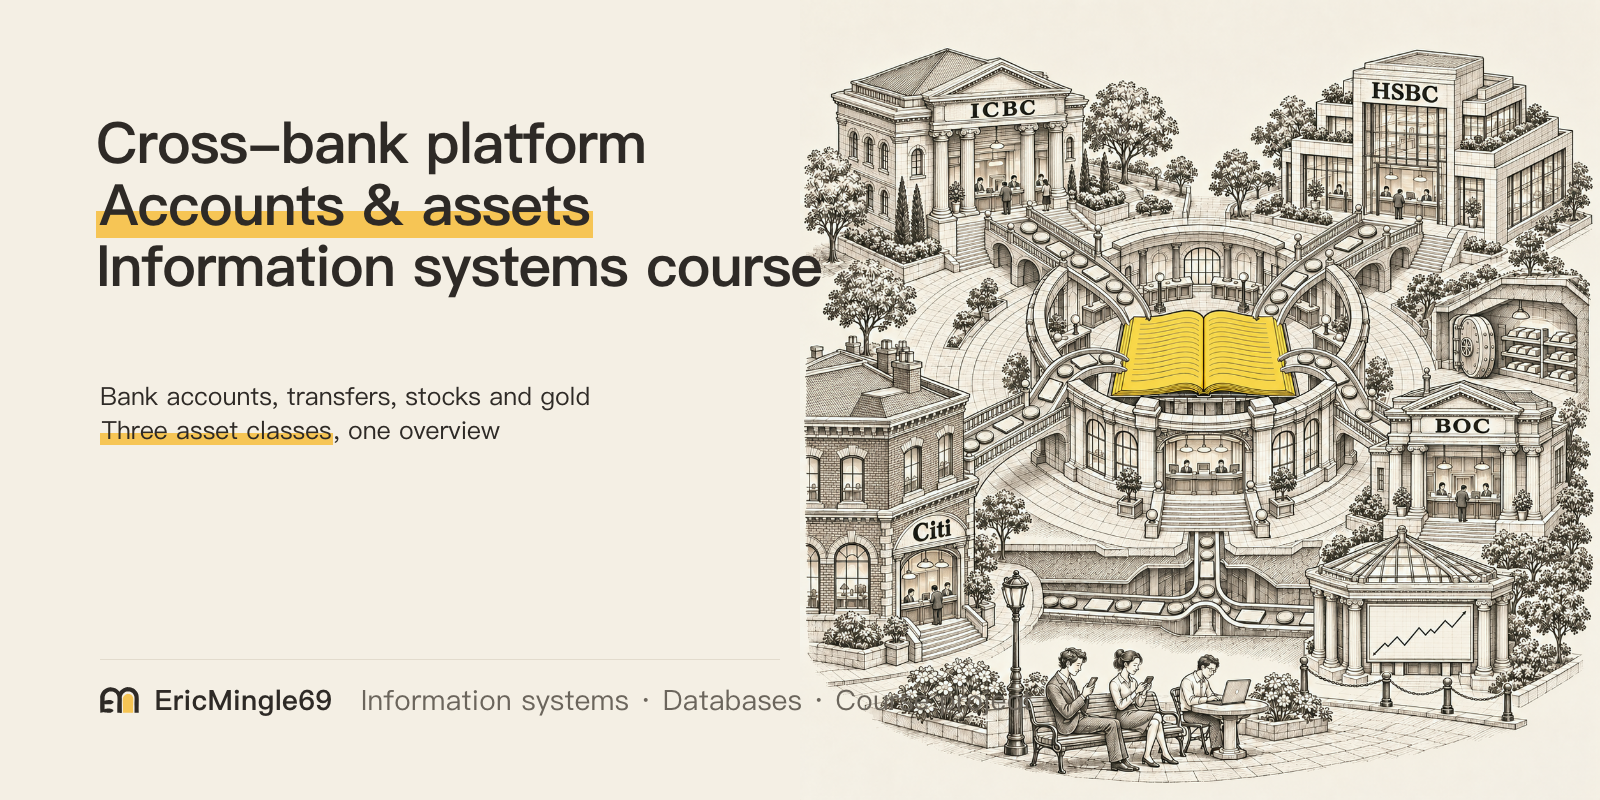 Cross–bank platform
Accounts & assets
Information systems course
Bank accounts, transfers, stocks and gold
Three asset classes, one overview
EricMingle69 Information systems · Databases ·
ICBC
HSBC
BOC
Citi